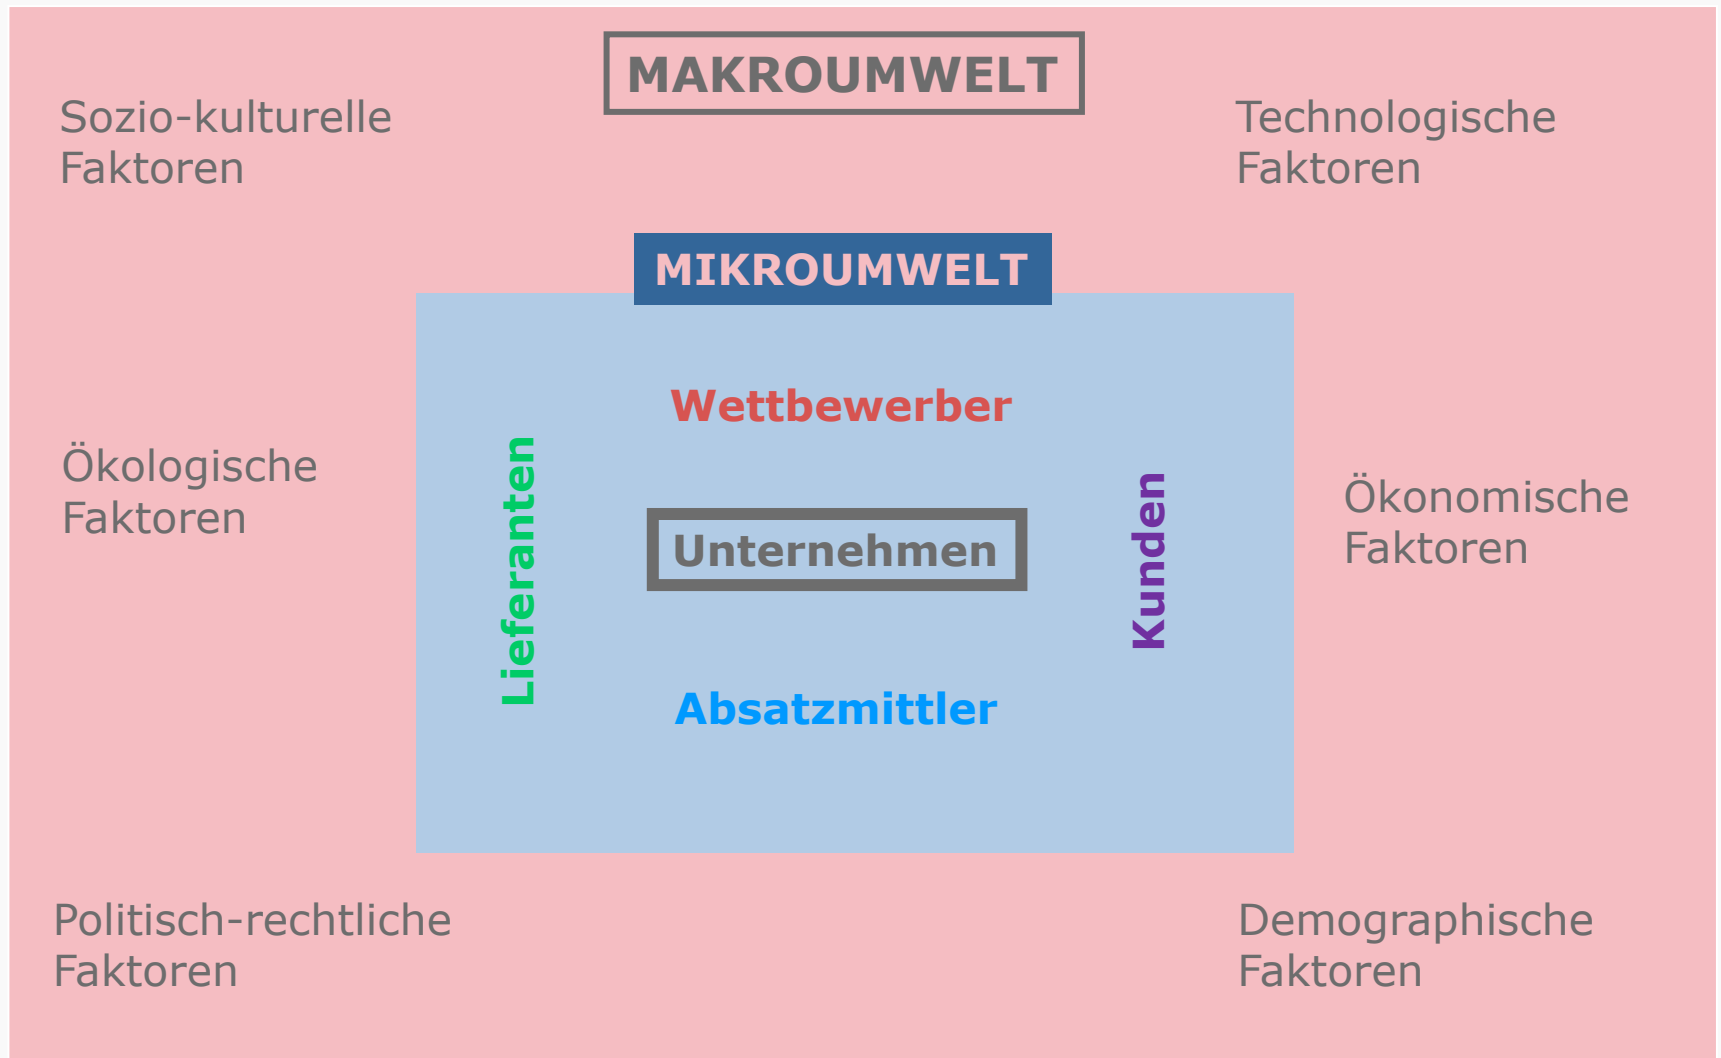 MAKROUMWELT
Sozio-kulturelle
Faktoren
Technologische
Faktoren
MIKROUMWELT
Wettbewerber
Ökologische
Faktoren
Lieferanten
Unternehmen
Kunden
Ökonomische
Faktoren
Absatzmittler
Politisch-rechtliche
Faktoren
Demographische
Faktoren